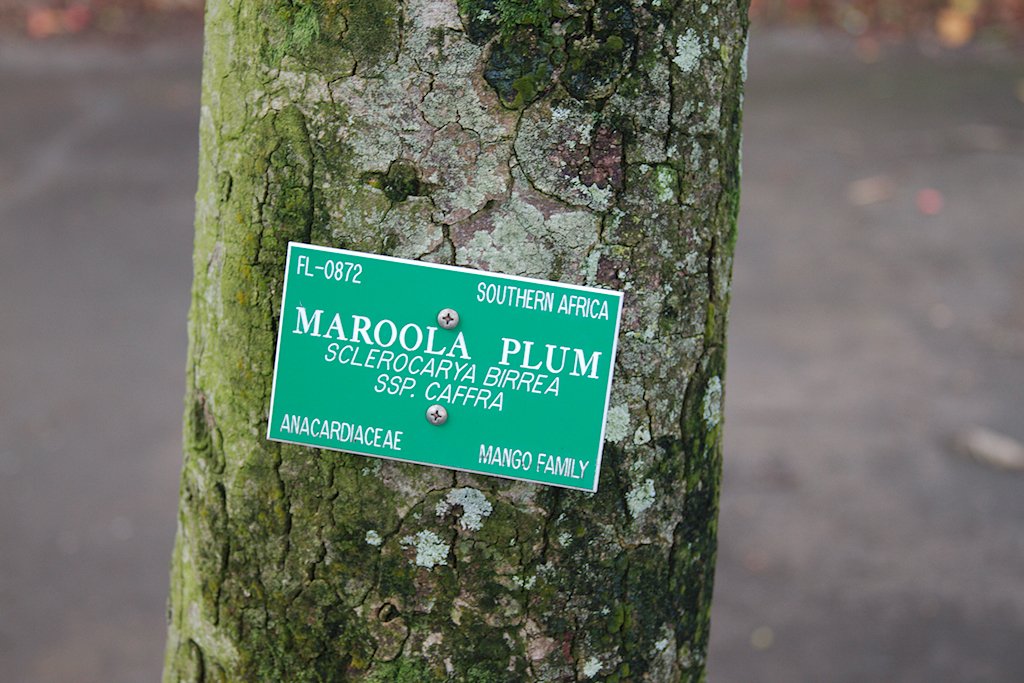 FL-0872
SOUTHERN AFRICA
MAROOLA PLUM
SCLEROCARYA BIRREA
SSP. CAFFRA
ANACARDIACEAE
MANGO FAMILY